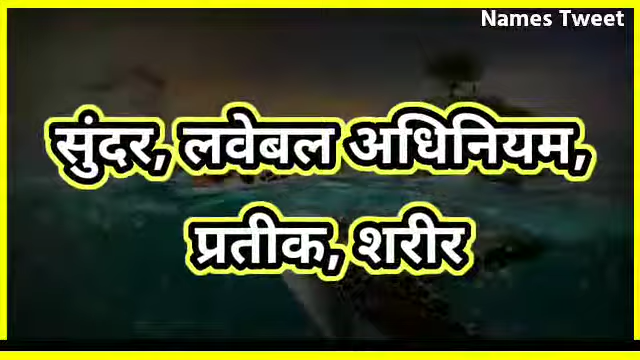 Names Tweet
सुंदर, लवेबल अधिनियम,
प्रतीक, शरीर